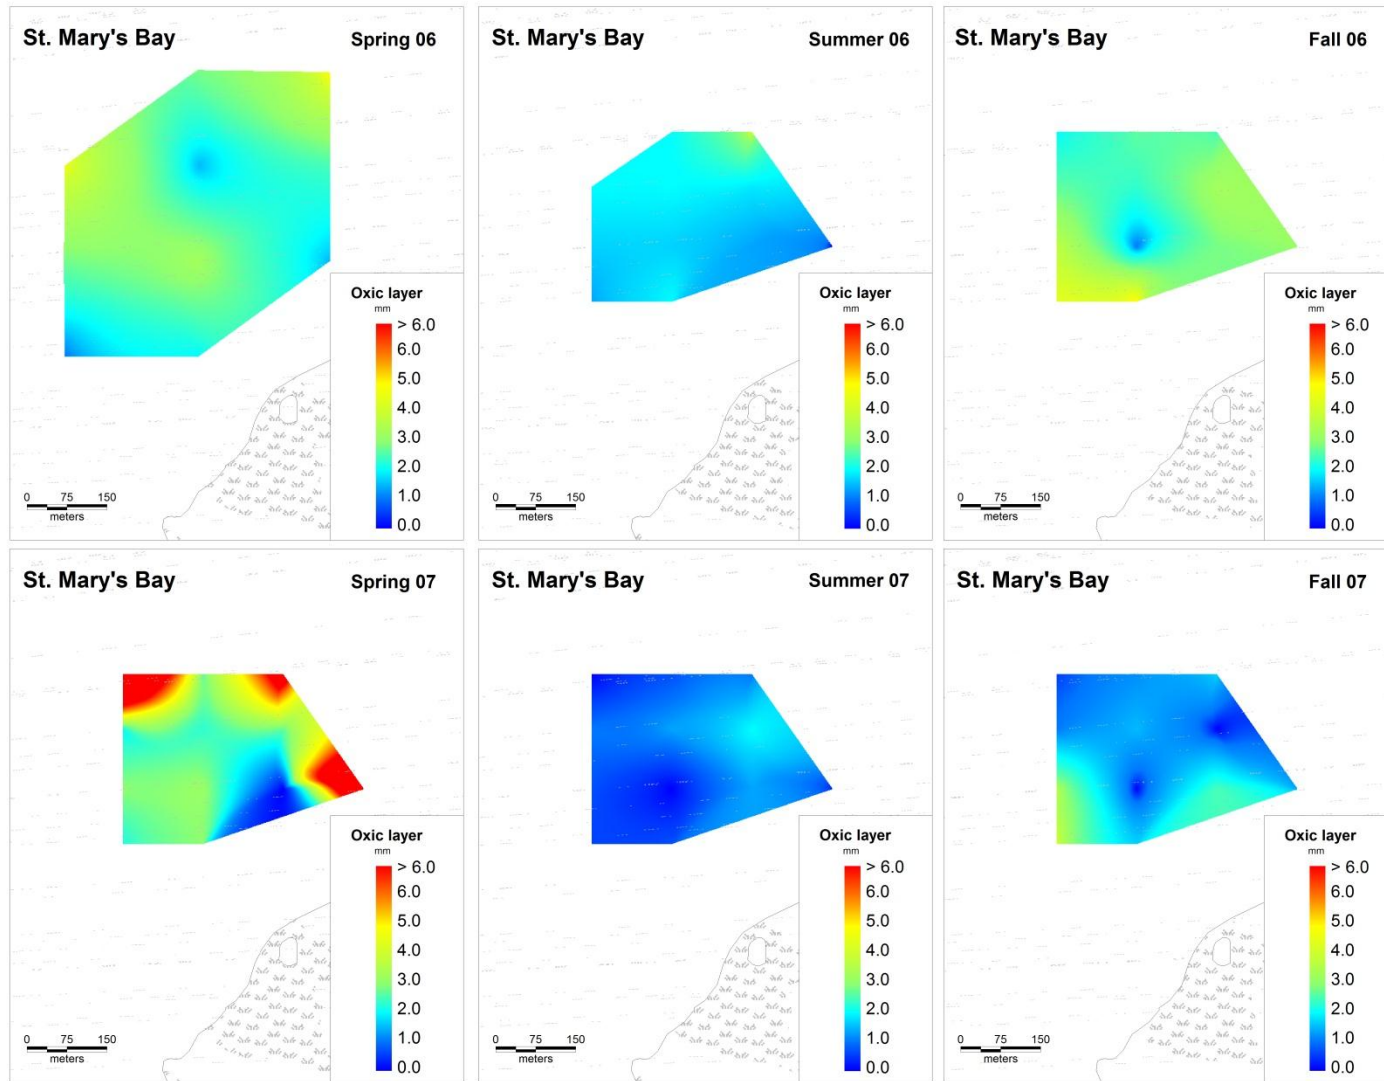 St. Mary's Bay Spring 06
Oxic layer
mm
> 6.0
6.0
5.0
4.0
3.0
2.0
1.0
0.0
0 75 150
meters
St. Mary's Bay Summer 06
Oxic layer
mm
> 6.0
6.0
5.0
4.0
3.0
2.0
1.0
0.0
0 75 150
meters
St. Mary's Bay Fall 06
Oxic layer
mm
> 6.0
6.0
5.0
4.0
3.0
2.0
1.0
0.0
0 75 150
meters
St. Mary's Bay Spring 07
Oxic layer
mm
> 6.0
6.0
5.0
4.0
3.0
2.0
1.0
0.0
0 75 150
meters
St. Mary's Bay Summer 07
Oxic layer
mm
> 6.0
6.0
5.0
4.0
3.0
2.0
1.0
0.0
0 75 150
meters
St. Mary's Bay Fall 07
Oxic layer
mm
> 6.0
6.0
5.0
4.0
3.0
2.0
1.0
0.0
0 75 150
meters